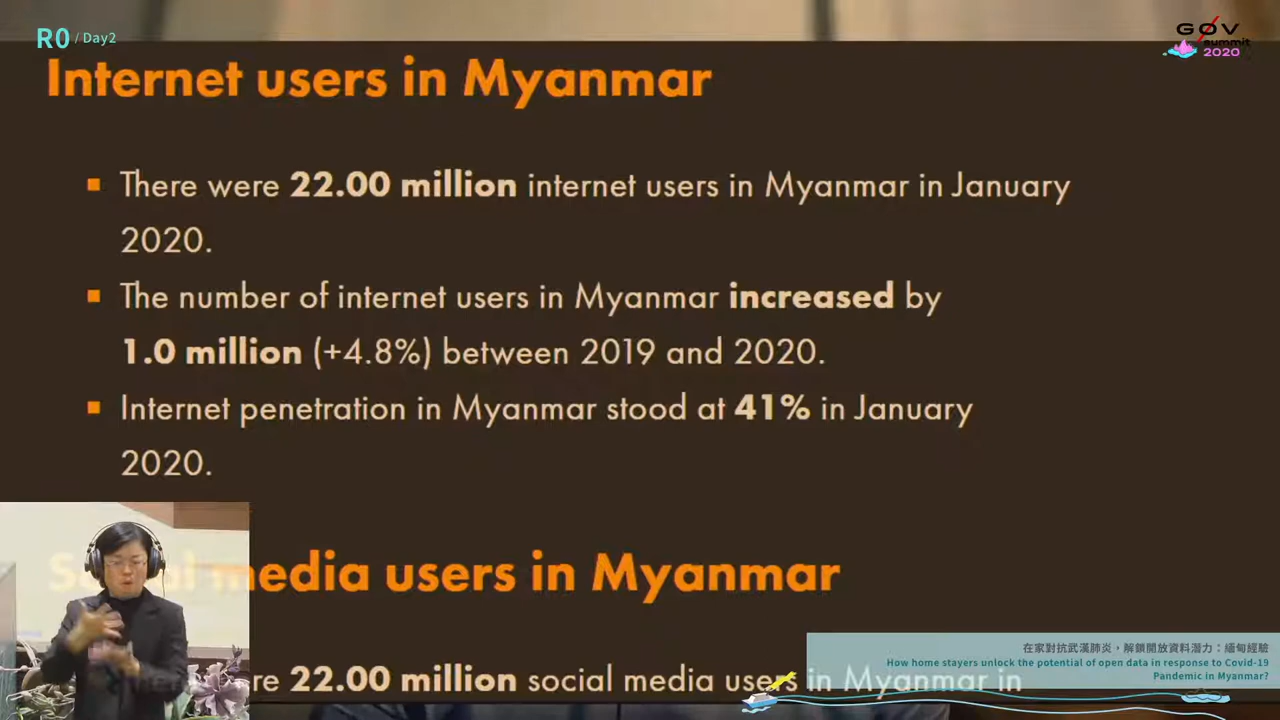 R0 / Day2
GØV
summit
2020
Internet users in Myanmar
▪ There were 22.00 million internet users in Myanmar in January
2020.
▪ The number of internet users in Myanmar increased by
1.0 million (+4.8%) between 2019 and 2020.
▪ Internet penetration in Myanmar stood at 41% in January
2020.
Social media users in Myanmar
There were 22.00 million social media users in Myanmar in
在家對抗武漢肺炎，解鎖開放資料潛力：緬甸經驗
How home stayers unlock the potential of open data in response to Covid-19
Pandemic in Myanmar?